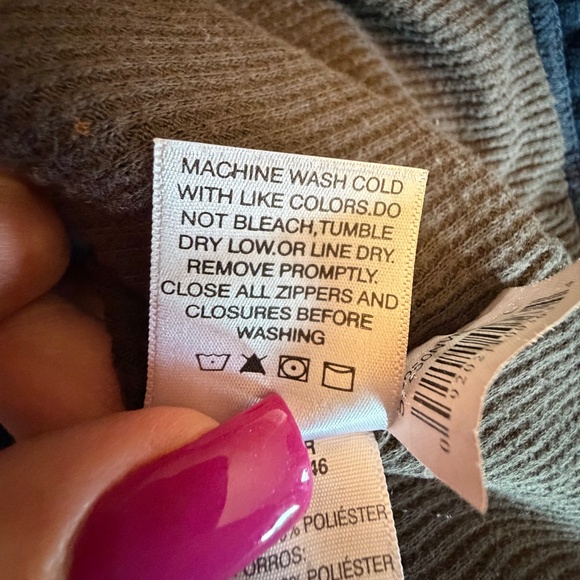 MACHINE WASH COLD
WITH LIKE COLORS.DO
NOT BLEACH,TUMBLE
DRY LOW.OR LINE DRY.
REMOVE PROMPTLY.
CLOSE ALL ZIPPERS AND
CLOSURES BEFORE
WASHING
46
POLIÉSTER
POLIÉSTER